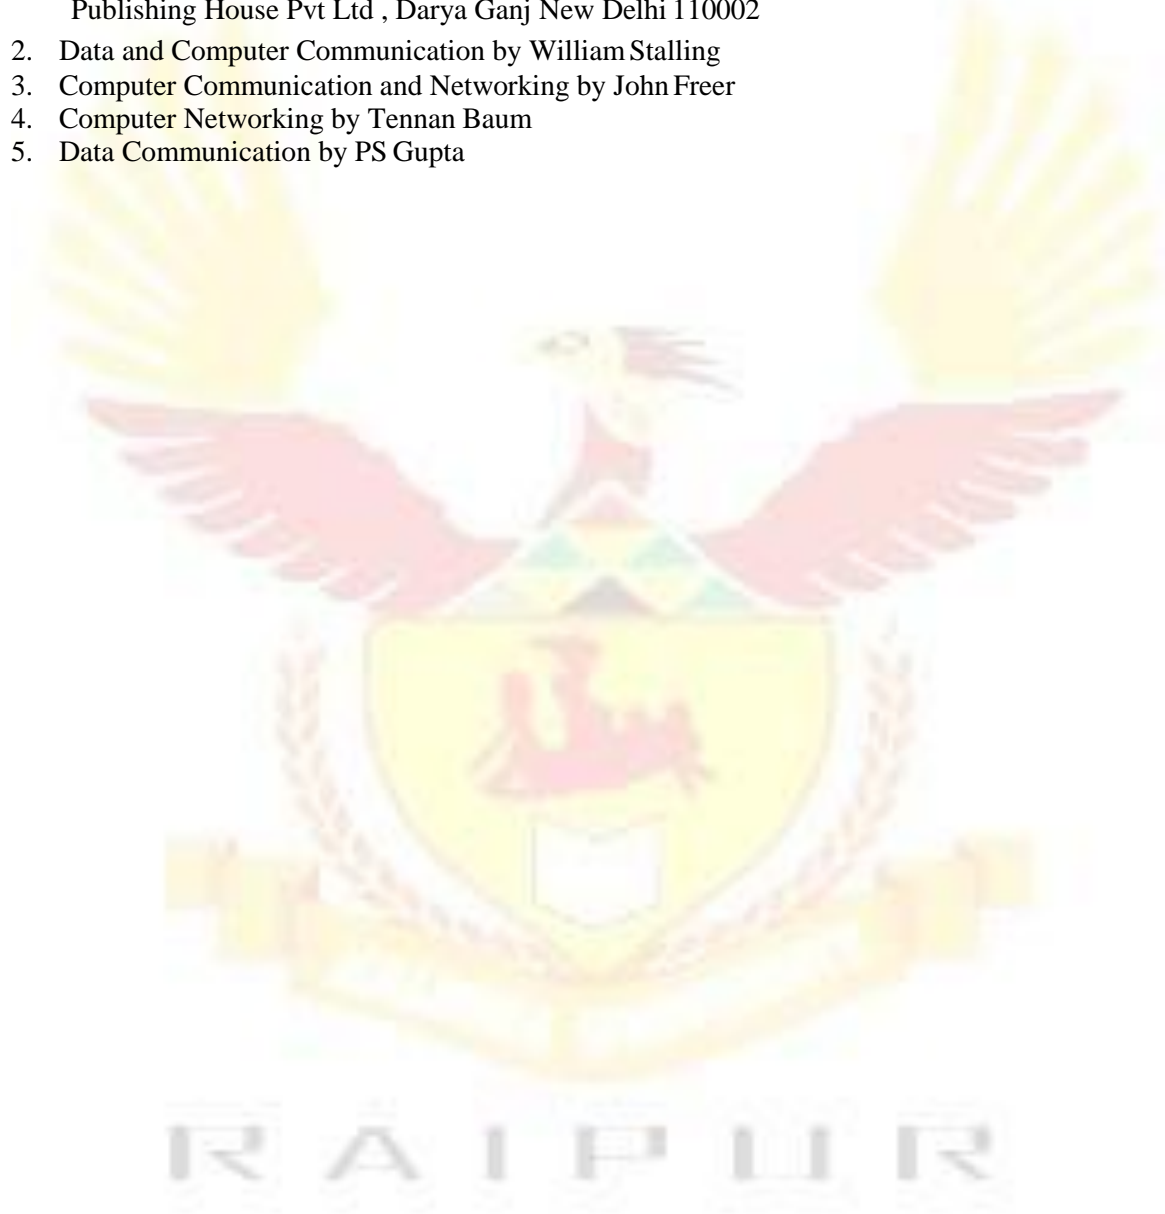 Publishing House Pvt Ltd , Darya Ganj New Delhi 110002
2. Data and Computer Communication by William Stalling
3. Computer Communication and Networking by John Freer
4. Computer Networking by Tennan Baum
5. Data Communication by PS Gupta
RAIPUR